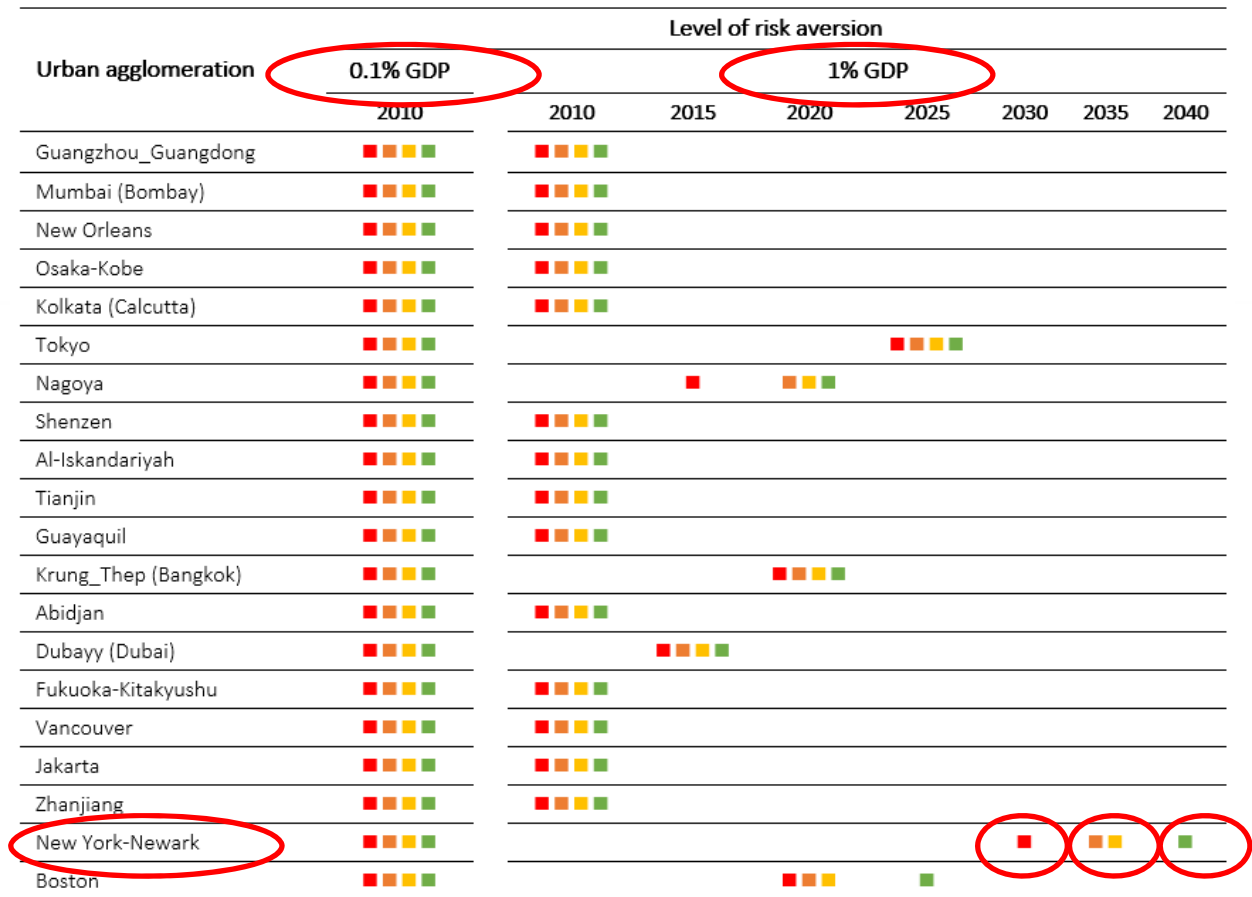 Level of risk aversion
Urban agglomeration 0.1% GDP 1% GDP
2010 2010 2015 2020 2025 2030 2035 2040
Guangzhou_Guangdong
Mumbai (Bombay)
New Orleans
Osaka-Kobe
Kolkata (Calcutta)
Tokyo
Nagoya
Shenzen
Al-Iskandariyah
Tianjin
Guayaquil
Krung_Thep (Bangkok)
Abidjan
Dubayy (Dubai)
Fukuoka-Kitakyushu
Vancouver
Jakarta
Zhanjiang
New York-Newark
Boston